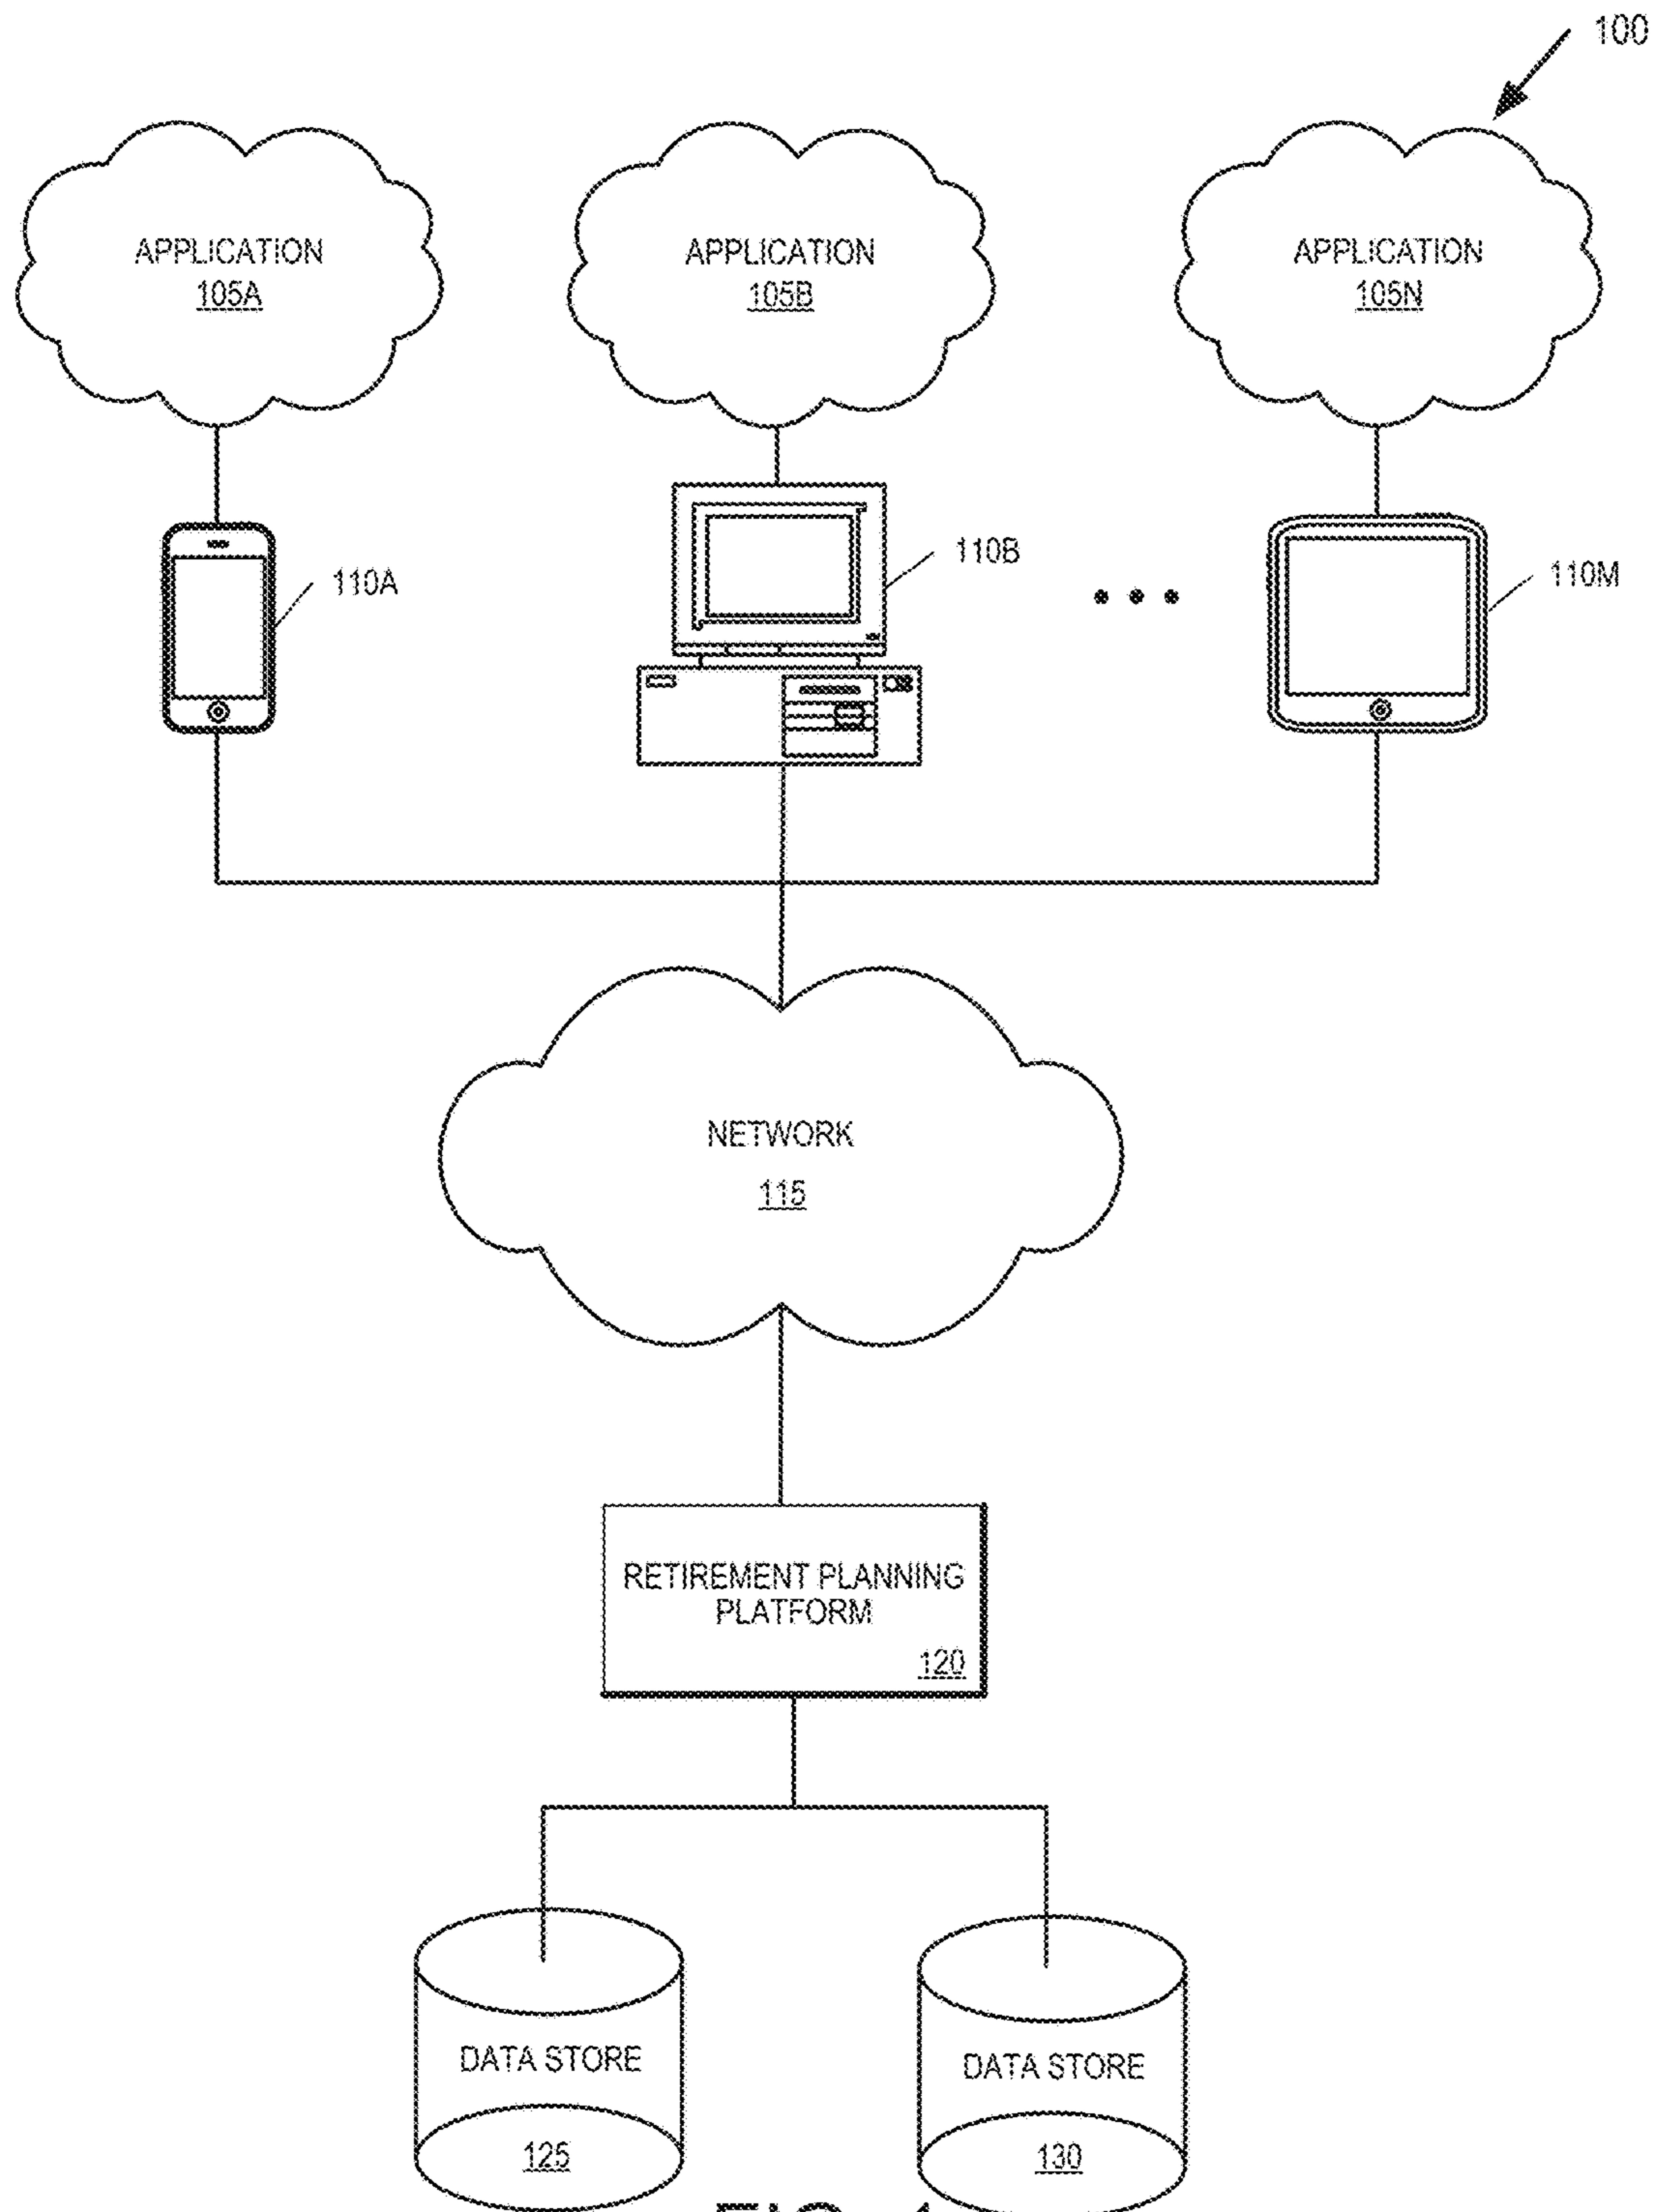 100
APPLICATION
105A
APPLICATION
105B
APPLICATION
105N
110A
110B
110M
NETWORK
115
RETIREMENT PLANNING
PLATFORM
120
DATA STORE
125
DATA STORE
130